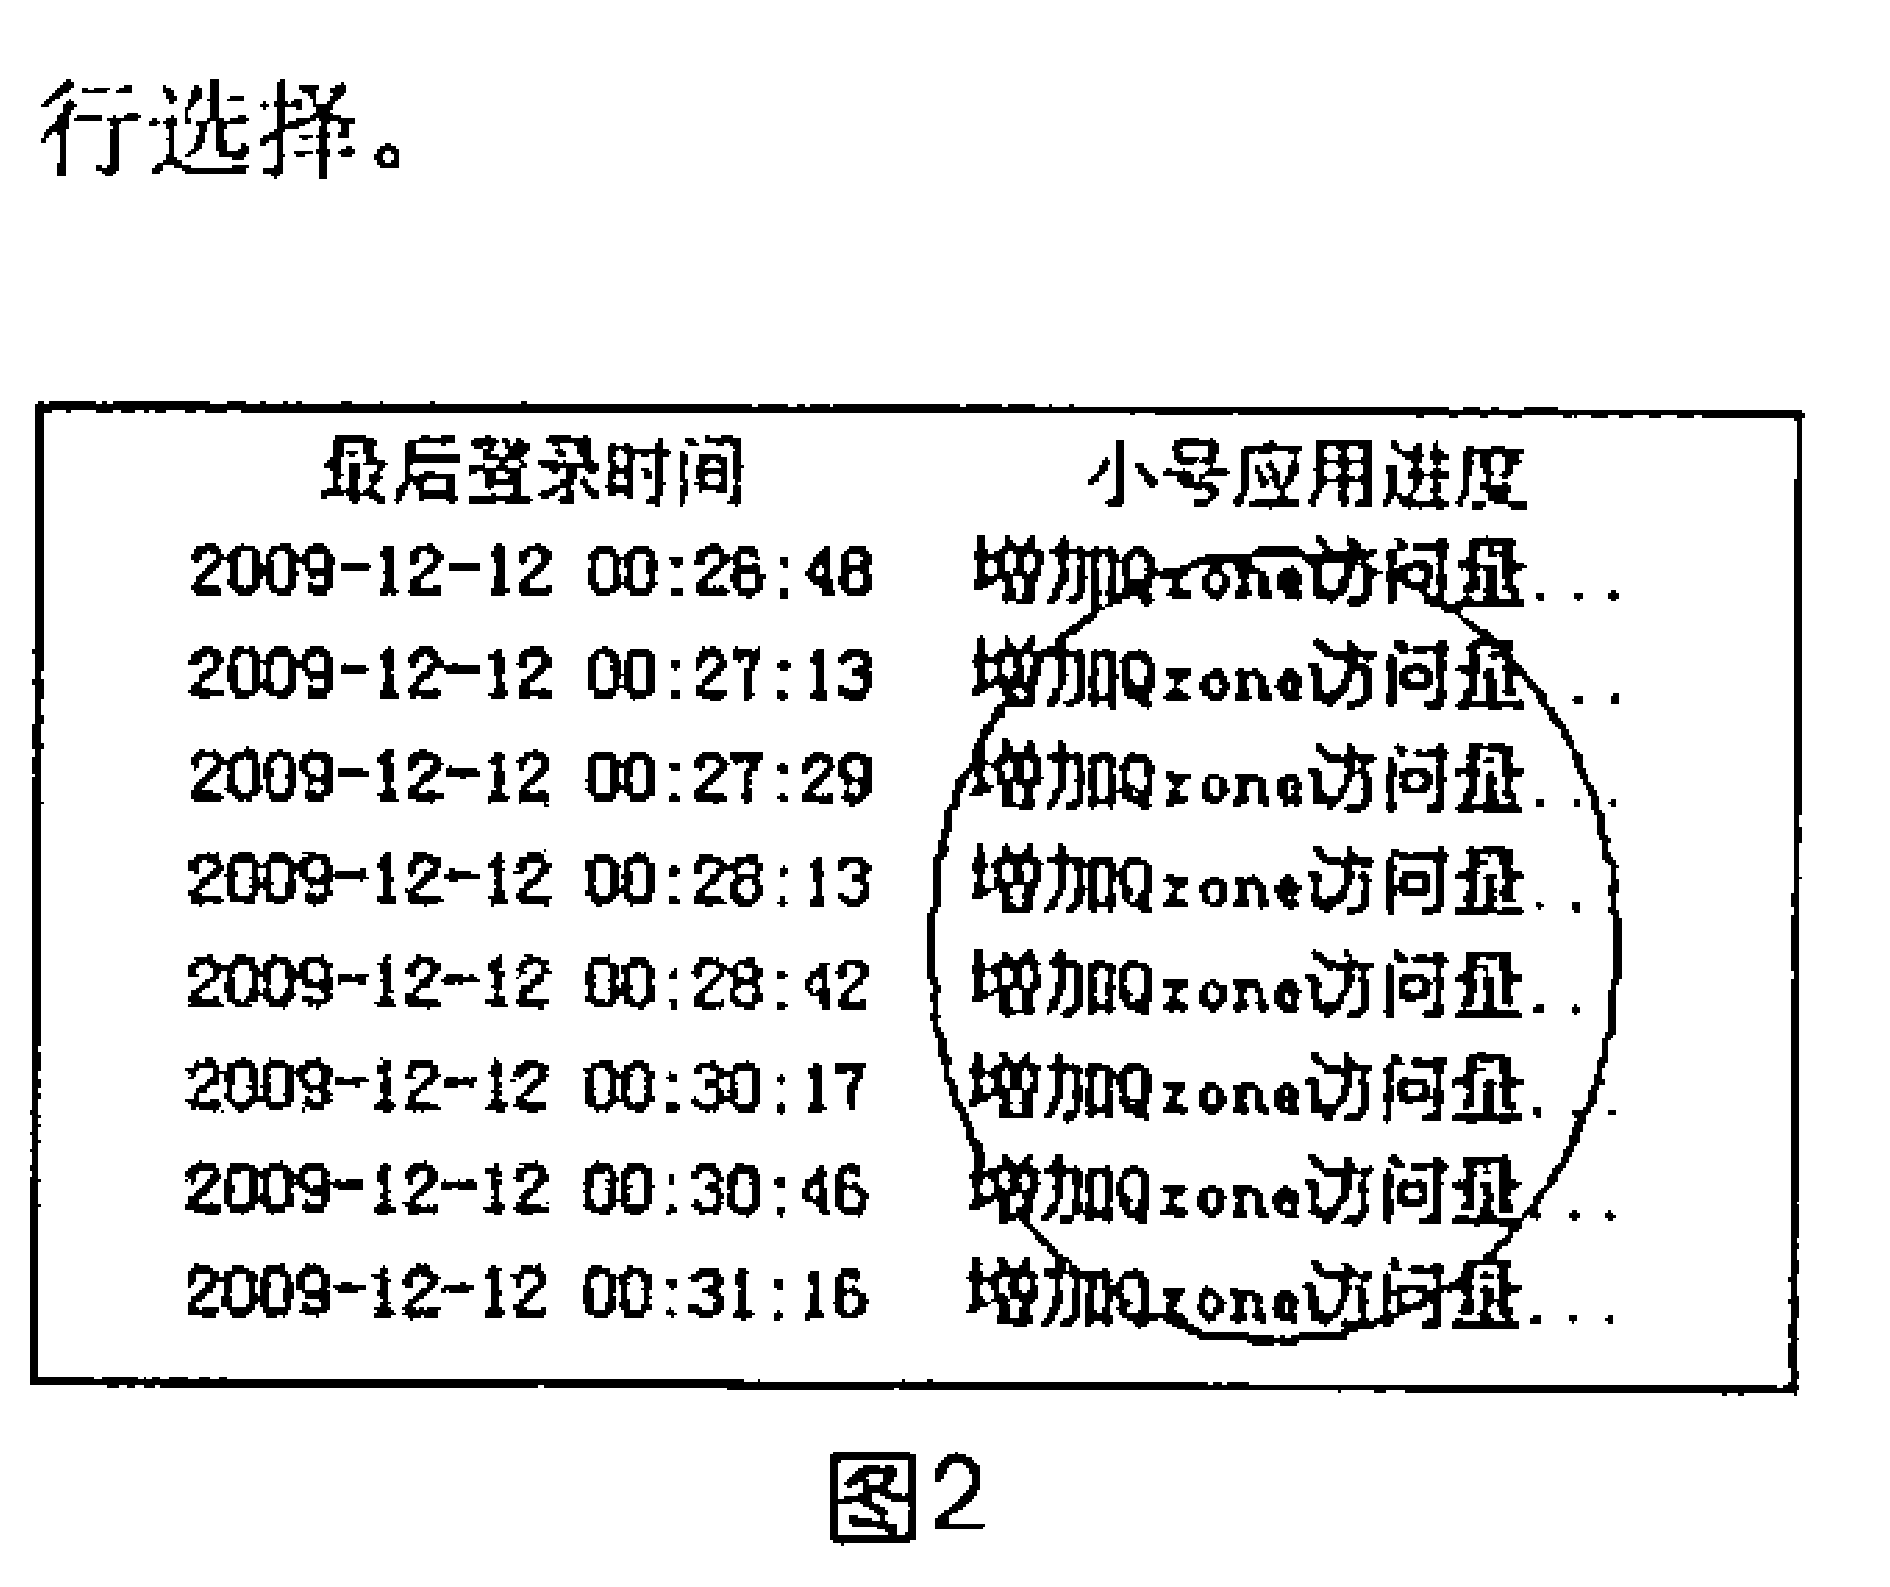 行选择。
最后登录时间 小号应用进度
2009-12-12 00:26:48 增加Qzone访问量...
2009-12-12 00:27:13 增加Qzone访问量...
2009-12-12 00:27:29 增加Qzone访问量...
2009-12-12 00:28:13 增加Qzone访问量...
2009-12-12 00:28:42 增加Qzone访问量...
2009-12-12 00:30:17 增加Qzone访问量...
2009-12-12 00:30:46 增加Qzone访问量...
2009-12-12 00:31:16 增加Qzone访问量...
图2